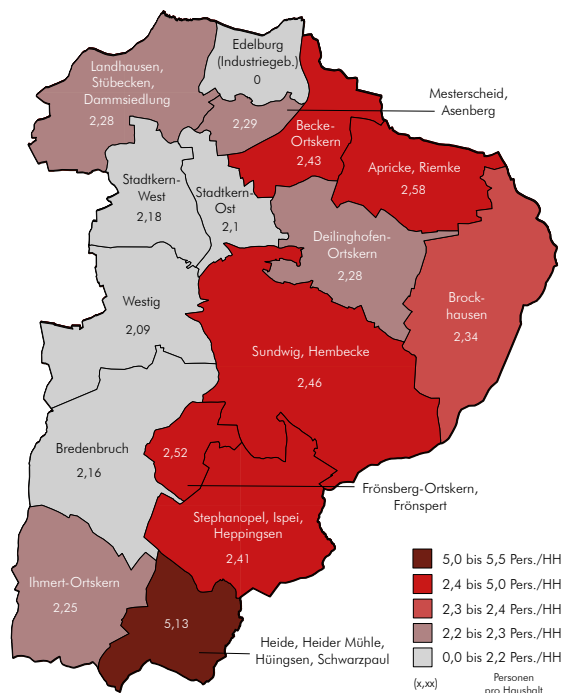 Edelburg
(Industriegeb.)
0
Landhausen,
Stübecken,
Dammsiedlung
2,28
Mesterscheid,
Asenberg
2,29
Becke-
Ortskern
2,43
Apricke, Riemke
2,58
Stadtkern-
West
2,18
Stadtkern-
Ost
2,1
Deilinghofen-
Ortskern
2,28
Brock-
hausen
2,34
Westig
2,09
Sundwig, Hembecke
2,46
Bredenbruch
2,16
2,52
Frönsberg-Ortskern,
Frönspert
Stephanopel, Ispei,
Heppingsen
2,41
Ihmert-Ortskern
2,25
5,13
Heide, Heider Mühle,
Hüingsen, Schwarzpaul
5,0 bis 5,5 Pers./HH
2,4 bis 5,0 Pers./HH
2,3 bis 2,4 Pers./HH
2,2 bis 2,3 Pers./HH
0,0 bis 2,2 Pers./HH
(x,xx) Personen
pro Haushalt